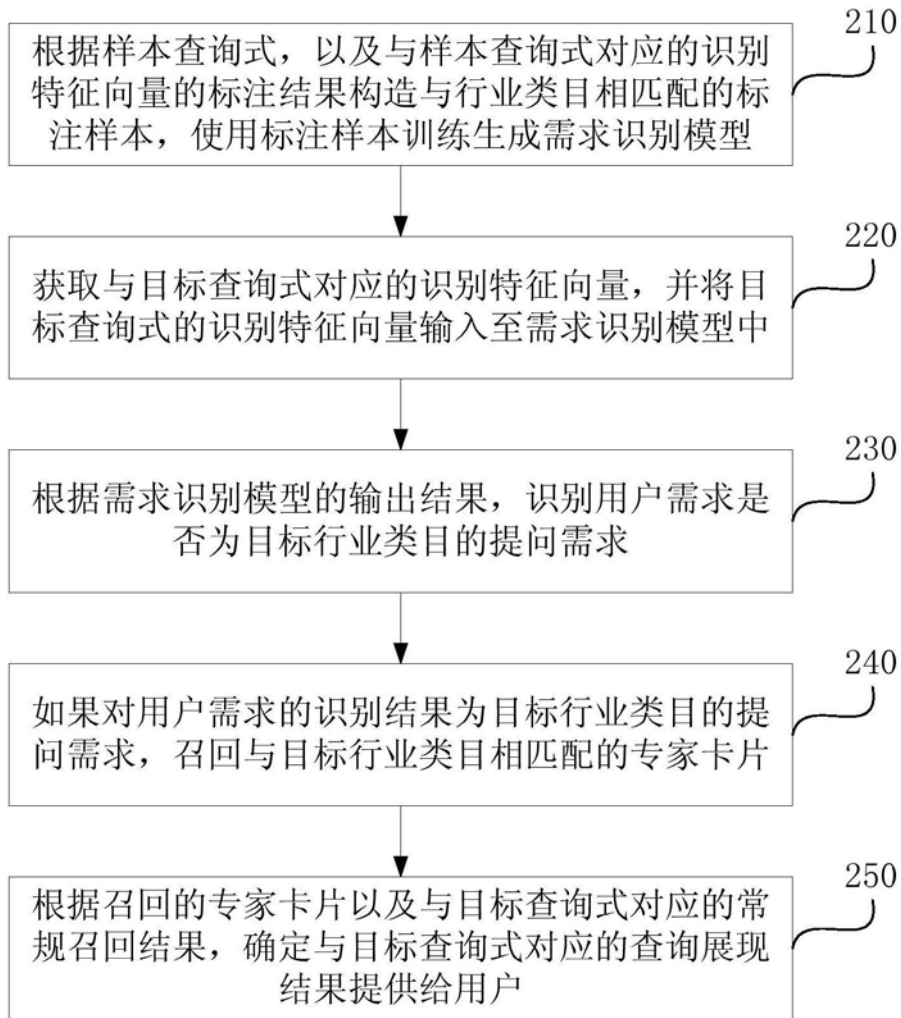 210
根据样本查询式，以及与样本查询式对应的识别
特征向量的标注结果构造与行业类目相匹配的标
注样本，使用标注样本训练生成需求识别模型
220
获取与目标查询式对应的识别特征向量，并将目
标查询式的识别特征向量输入至需求识别模型中
230
根据需求识别模型的输出结果，识别用户需求是
否为目标行业类目的提问需求
240
如果对用户需求的识别结果为目标行业类目的提
问需求，召回与目标行业类目相匹配的专家卡片
250
根据召回的专家卡片以及与目标查询式对应的常
规召回结果，确定与目标查询式对应的查询展现
结果提供给用户